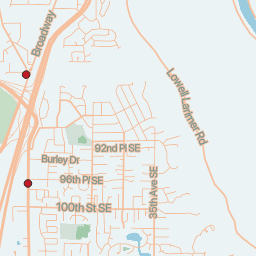 Broadway
Lowell Larimer Rd
92nd Pl SE
Burley Dr
96th Pl SE
35th Ave SE
100th St SE